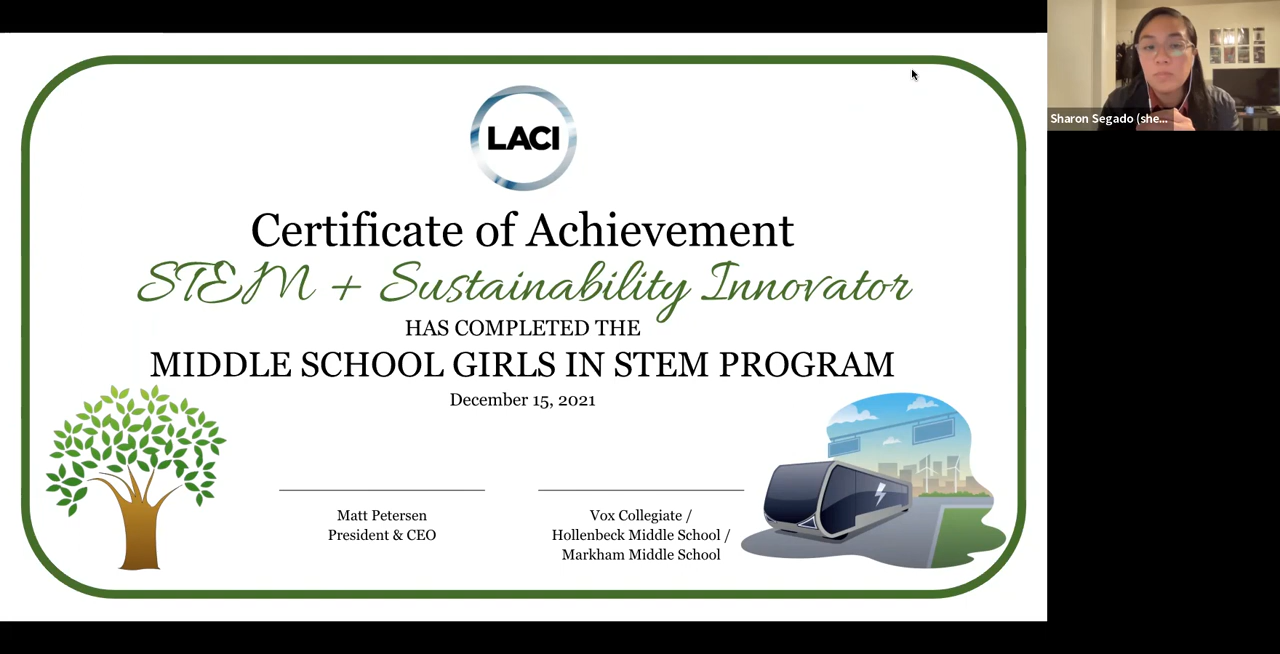 LACI
Certificate of Achievement
STEM + Sustainability Innovator
HAS COMPLETED THE
MIDDLE SCHOOL GIRLS IN STEM PROGRAM
December 15, 2021
Matt Petersen
President & CEO
Vox Collegiate /
Hollenbeck Middle School /
Markham Middle School
Sharon Segado (she...